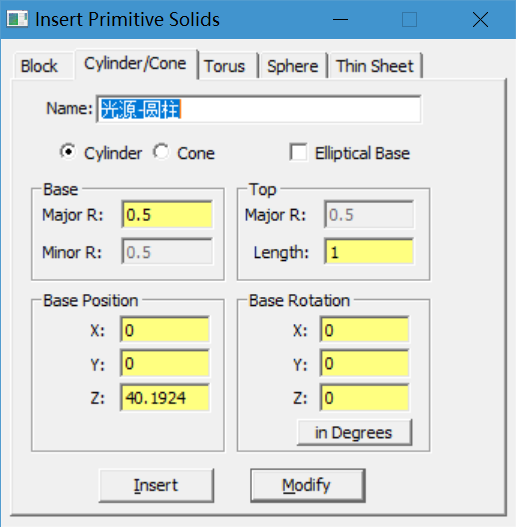 Insert Primitive Solids
Block Cylinder/Cone Torus Sphere Thin Sheet
Name: 光源-圆柱
Cylinder Cone Elliptical Base
Base Top
Major R: 0.5 Major R: 0.5
Minor R: 0.5 Length: 1
Base Position Base Rotation
X: 0 X: 0
Y: 0 Y: 0
Z: 40.1924 Z: 0
in Degrees
Insert Modify